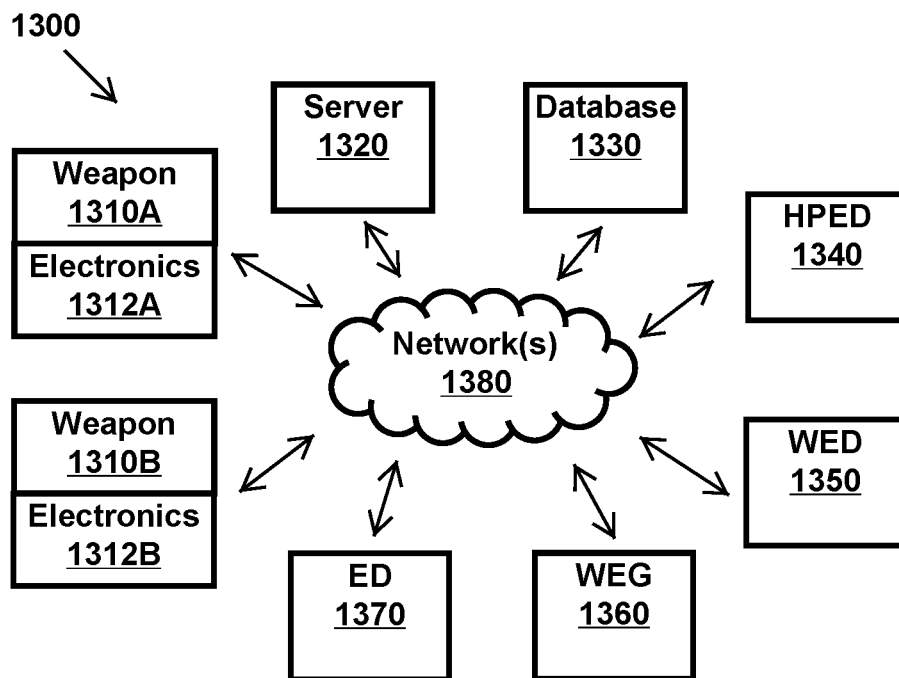 1300
Server
1320
Database
1330
Weapon
1310A
Electronics
1312A
HPED
1340
Network(s)
1380
Weapon
1310B
Electronics
1312B
WED
1350
ED
1370
WEG
1360